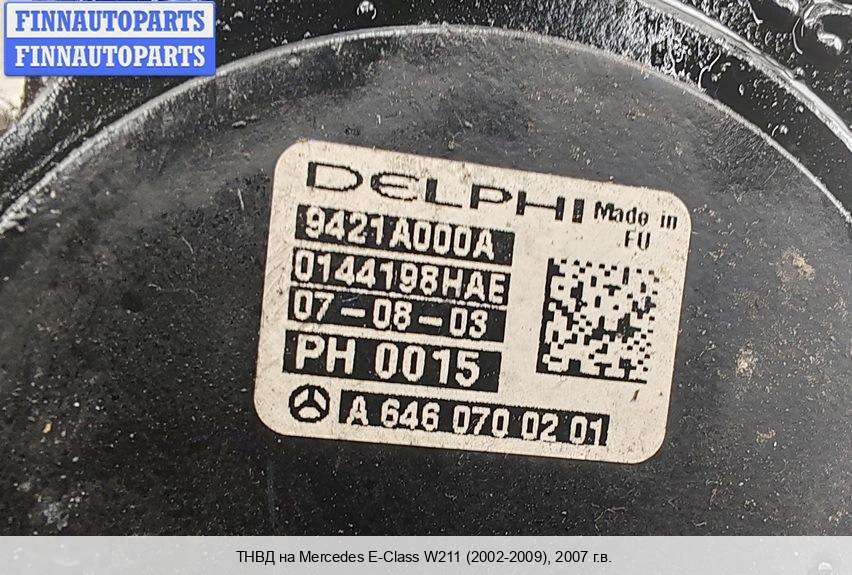 FINNAUTOPARTS
FINNAUTOPARTS
DELPHI
Made in
EU
9421A000A
0144198HAE
07-08-03
PH 0015
A 646 070 02 01
ТНВД на Mercedes E-Class W211 (2002-2009), 2007 г.в.